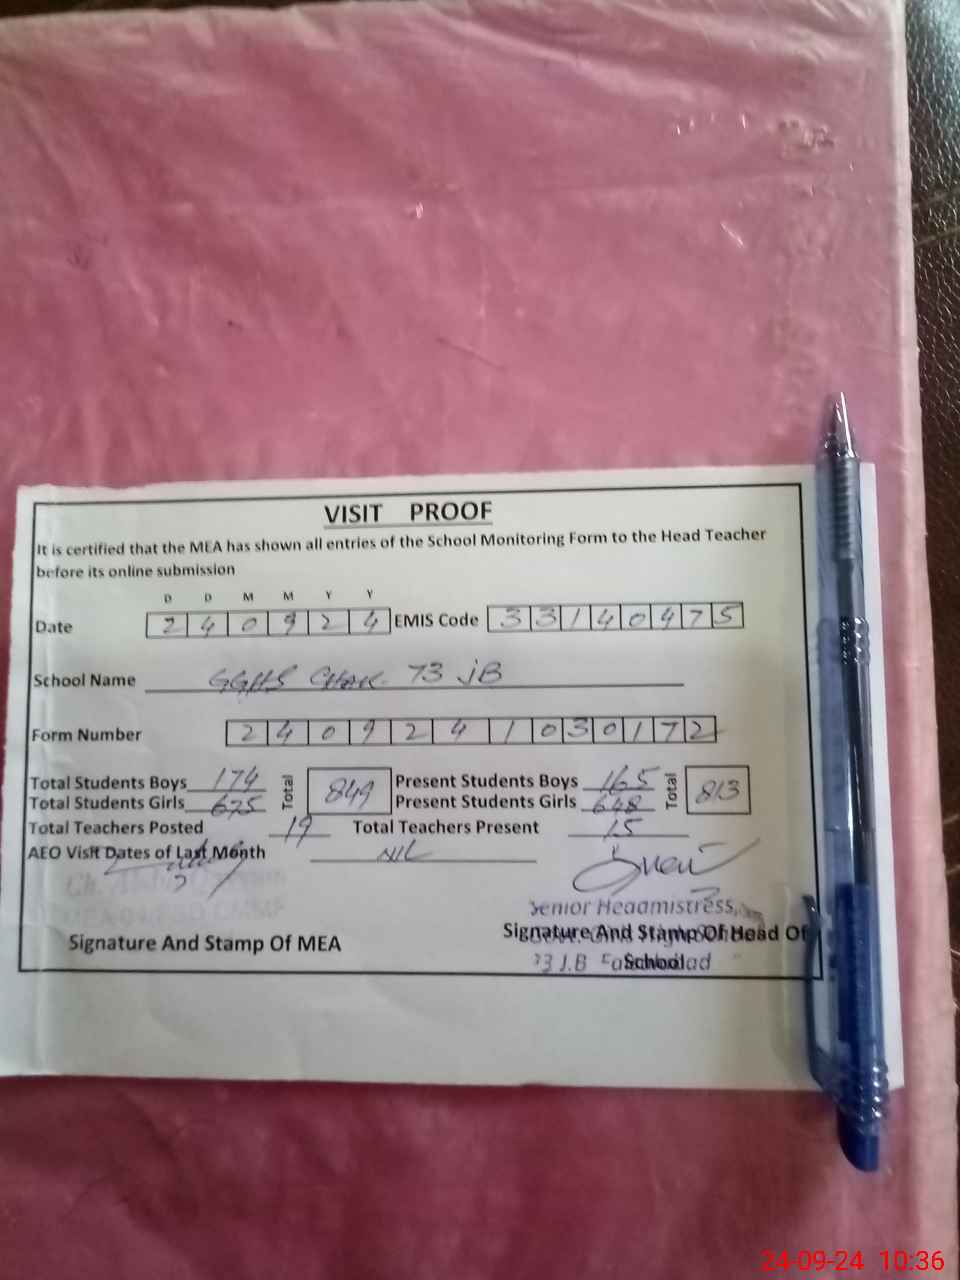 VISIT PROOF
It is certified that the MEA has shown all entries of the School Monitoring Form to the Head Teacher
before its online submission
D D M M Y Y
Date 2 4 0 9 2 4 EMIS Code 3 3 1 4 0 4 7 5
School Name GGHS CHAK 73 JB
Form Number 2 4 0 9 2 4 1 0 3 0 1 7 2
Total Students Boys 174 Total 849 Present Students Boys 165 Total 813
Total Students Girls 675 Present Students Girls 648
Total Teachers Posted 19 Total Teachers Present 15
AEO Visit Dates of Last Month NIL
Senior Headmistress
Signature And Stamp Of MEA Signature And Stamp Of Head Of
School
73 J.B
24-09-24 10:36